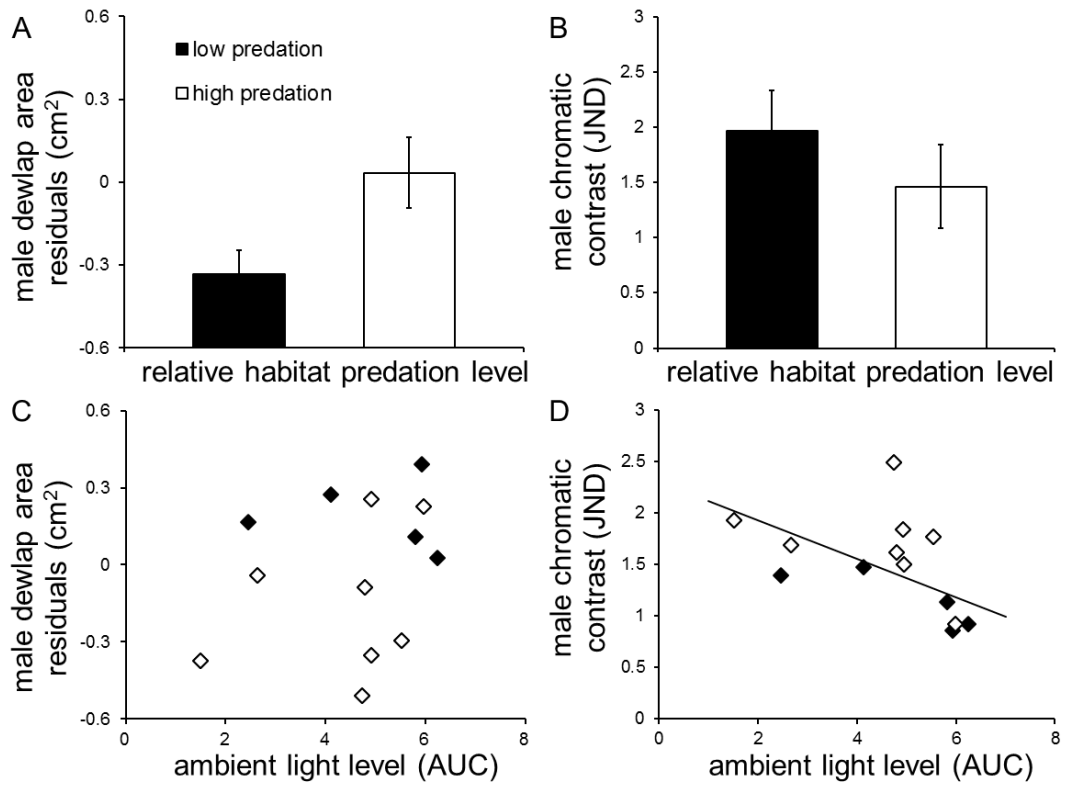 A
0.6
0.3
0
-0.3
-0.6
male dewlap area
residuals (cm²)
low predation
high predation
relative habitat predation level
B
3
2.5
2
1.5
1
0.5
0
male chromatic
contrast (JND)
relative habitat predation level
C
0.6
0.3
0
-0.3
-0.6
male dewlap area
residuals (cm²)
0 2 4 6 8
ambient light level (AUC)
D
3
2.5
2
1.5
1
0.5
0
male chromatic
contrast (JND)
0 2 4 6 8
ambient light level (AUC)